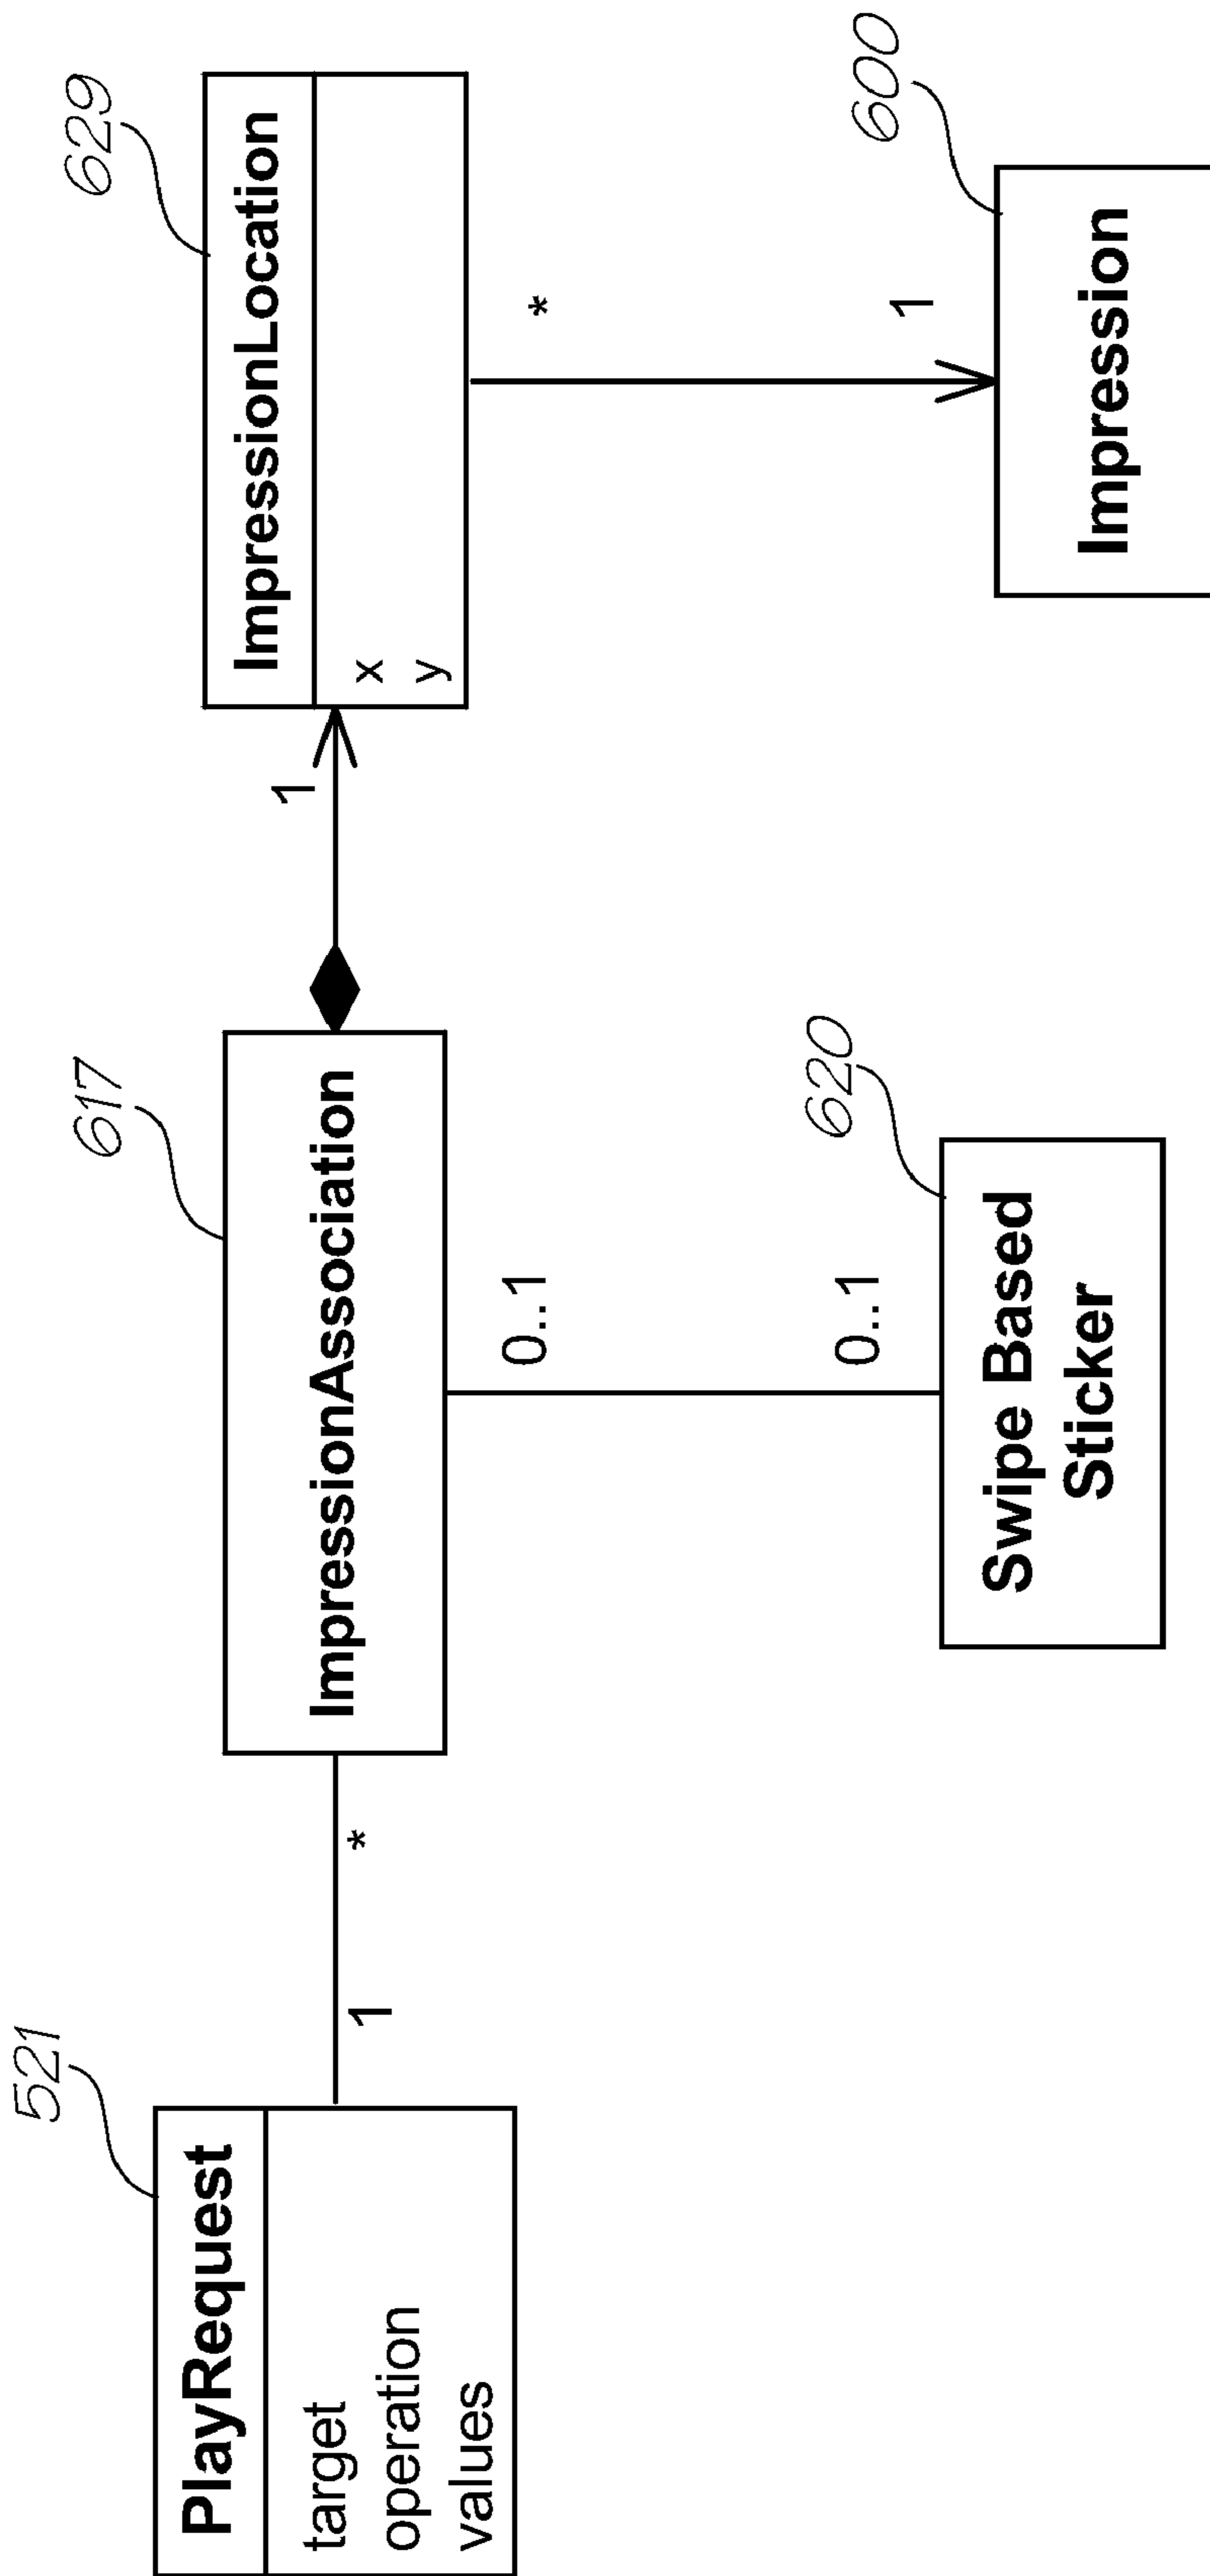 521
PlayRequest
target
operation
values
1
*
617
ImpressionAssociation
0..1
0..1
620
Swipe Based
Sticker
1
629
ImpressionLocation
x
y
*
1
600
Impression